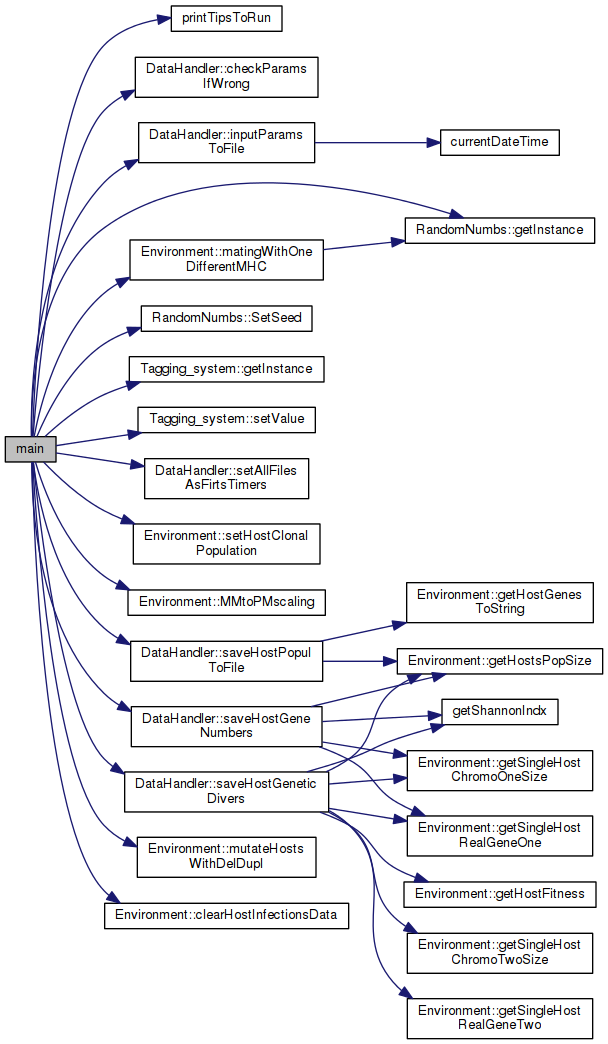 printTipsToRun
DataHandler::checkParams
IfWrong
DataHandler::inputParams
ToFile
currentDateTime
RandomNumbs::getInstance
Environment::matingWithOne
DifferentMHC
RandomNumbs::SetSeed
Tagging_system::getInstance
Tagging_system::setValue
main
DataHandler::setAllFiles
AsFirtsTimers
Environment::setHostClonal
Population
Environment::MMtoPMscaling
Environment::getHostGenes
ToString
DataHandler::saveHostPopul
ToFile
Environment::getHostsPopSize
DataHandler::saveHostGene
Numbers
getShannonIndx
Environment::getSingleHost
ChromoOneSize
DataHandler::saveHostGenetic
Divers
Environment::getSingleHost
RealGeneOne
Environment::mutateHosts
WithDelDupl
Environment::getHostFitness
Environment::clearHostInfectionsData
Environment::getSingleHost
ChromoTwoSize
Environment::getSingleHost
RealGeneTwo